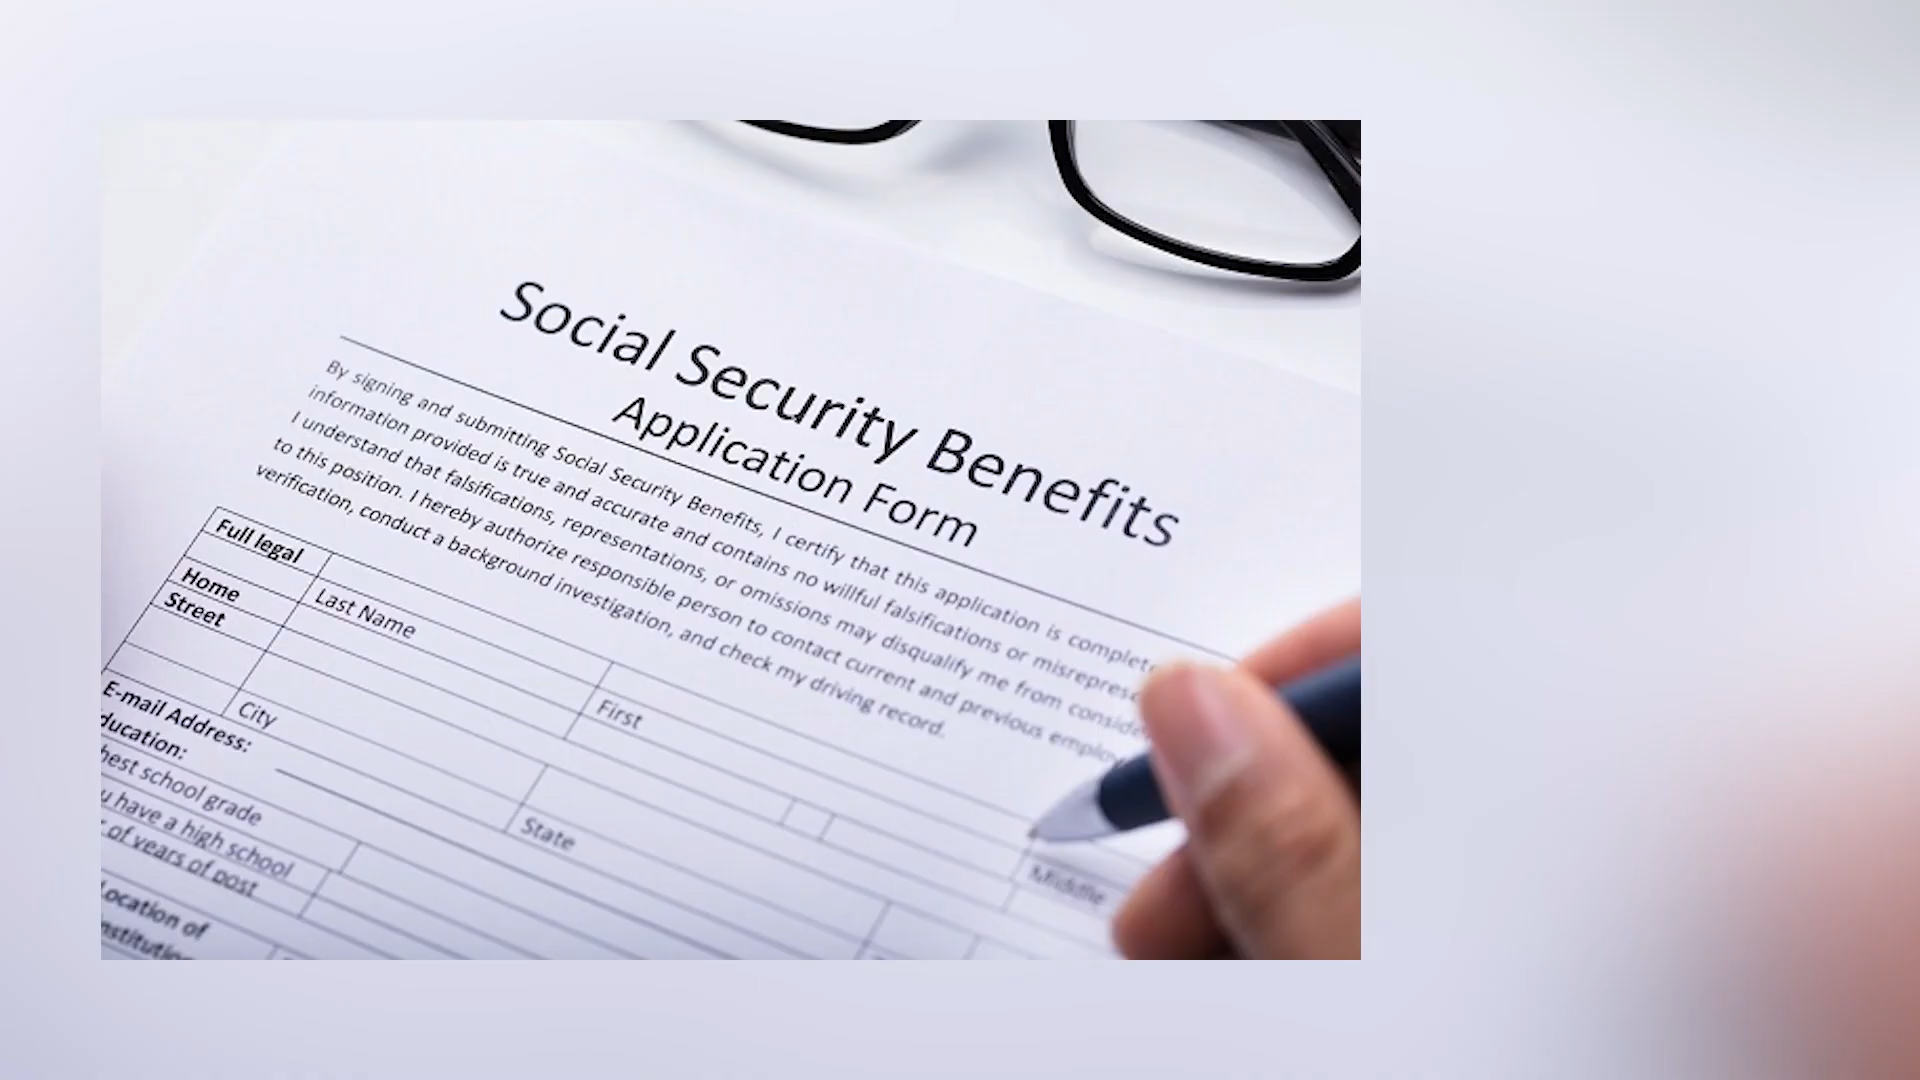 Social Security Benefits
Application Form
By signing and submitting Social Security Benefits, I certify that this application is complete
information provided is true and accurate and contains no willful falsifications or misreprese
I understand that falsifications, representations, or omissions may disqualify me from conside
to this position. I hereby authorize responsible person to contact current and previous employ
verification, conduct a background investigation, and check my driving record.
Full legal
Last Name
First
Middle
Home
Street
City
State
E-mail Address:
ducation:
hest school grade
u have a high school
r of years of post
Location of
nstitution